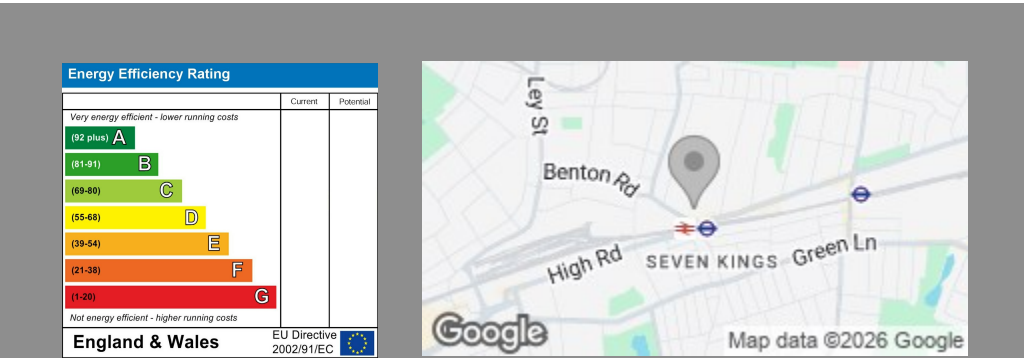 Energy Efficiency Rating
Current Potential
Very energy efficient - lower running costs
(92 plus) A
(81-91) B
(69-80) C
(55-68) D
(39-54) E
(21-38) F
(1-20) G
Not energy efficient - higher running costs
England & Wales
EU Directive
2002/91/EC
Ley St
Benton Rd
High Rd
SEVEN KINGS
Green Ln
Google
Map data ©2026 Google